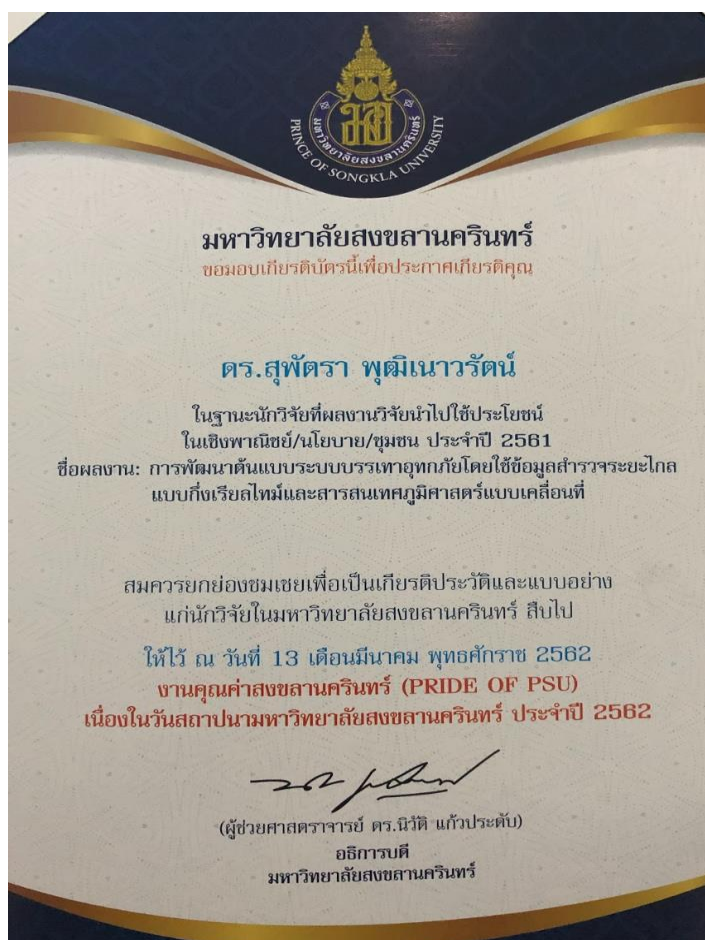 มหาวิทยาลัยสงขลานครินทร์
PRINCE OF SONGKLA UNIVERSITY
มหาวิทยาลัยสงขลานครินทร์
ขอมอบเกียรติบัตรนี้เพื่อประกาศเกียรติคุณ
ดร.สุพัตรา พุฒิเนาวรัตน์
ในฐานะนักวิจัยที่ผลงานวิจัยนำไปใช้ประโยชน์
ในเชิงพาณิชย์/นโยบาย/ชุมชน ประจำปี 2561
ชื่อผลงาน: การพัฒนาต้นแบบระบบบรรเทาอุทกภัยโดยใช้ข้อมูลสำรวจระยะไกล
แบบกึ่งเรียลไทม์และสารสนเทศภูมิศาสตร์แบบเคลื่อนที่
สมควรยกย่องชมเชยเพื่อเป็นเกียรติประวัติและแบบอย่าง
แก่นักวิจัยในมหาวิทยาลัยสงขลานครินทร์ สืบไป
ให้ไว้ ณ วันที่ 13 เดือนมีนาคม พุทธศักราช 2562
งานคุณค่าสงขลานครินทร์ (PRIDE OF PSU)
เนื่องในวันสถาปนามหาวิทยาลัยสงขลานครินทร์ ประจำปี 2562
(ผู้ช่วยศาสตราจารย์ ดร.นิวัติ แก้วประดับ)
อธิการบดี
มหาวิทยาลัยสงขลานครินทร์